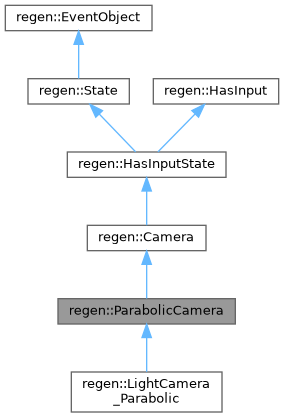 regen::EventObject
regen::State
regen::HasInput
regen::HasInputState
regen::Camera
regen::ParabolicCamera
regen::LightCamera
_Parabolic